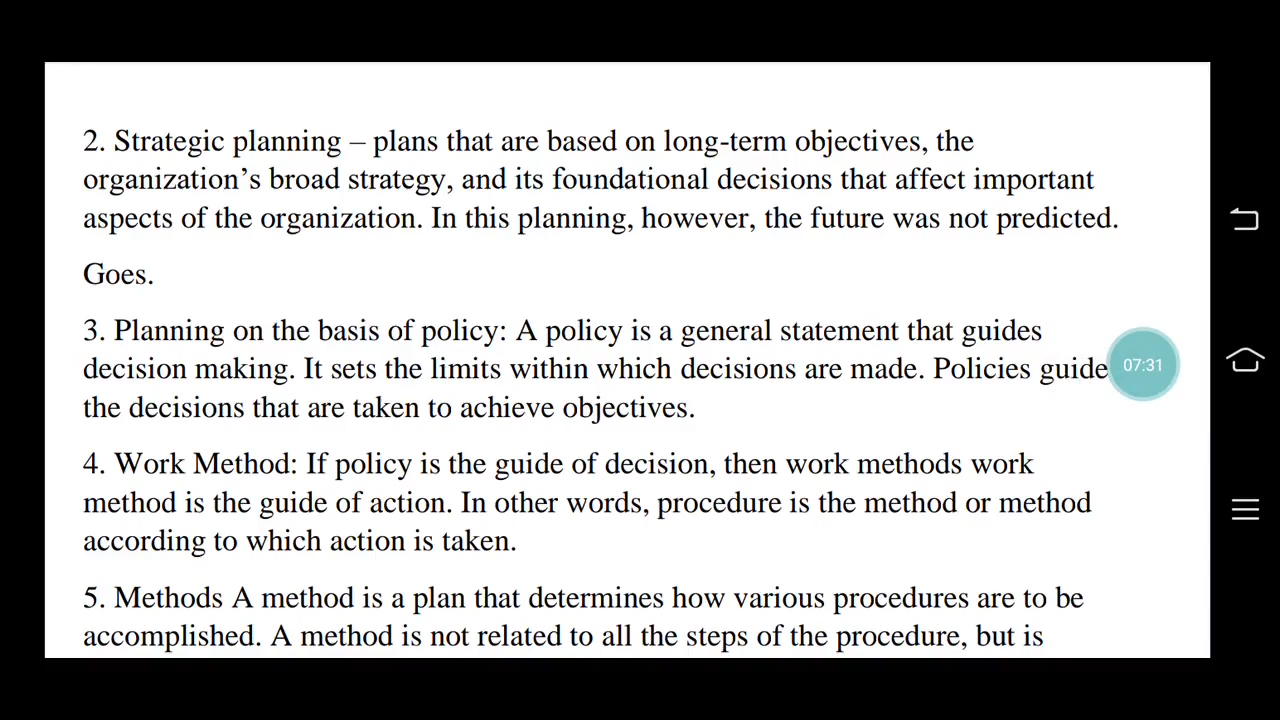 2. Strategic planning – plans that are based on long-term objectives, the
organization’s broad strategy, and its foundational decisions that affect important
aspects of the organization. In this planning, however, the future was not predicted.
Goes.
3. Planning on the basis of policy: A policy is a general statement that guides
decision making. It sets the limits within which decisions are made. Policies guide
07:31
the decisions that are taken to achieve objectives.
4. Work Method: If policy is the guide of decision, then work methods work
method is the guide of action. In other words, procedure is the method or method
according to which action is taken.
5. Methods A method is a plan that determines how various procedures are to be
accomplished. A method is not related to all the steps of the procedure, but is